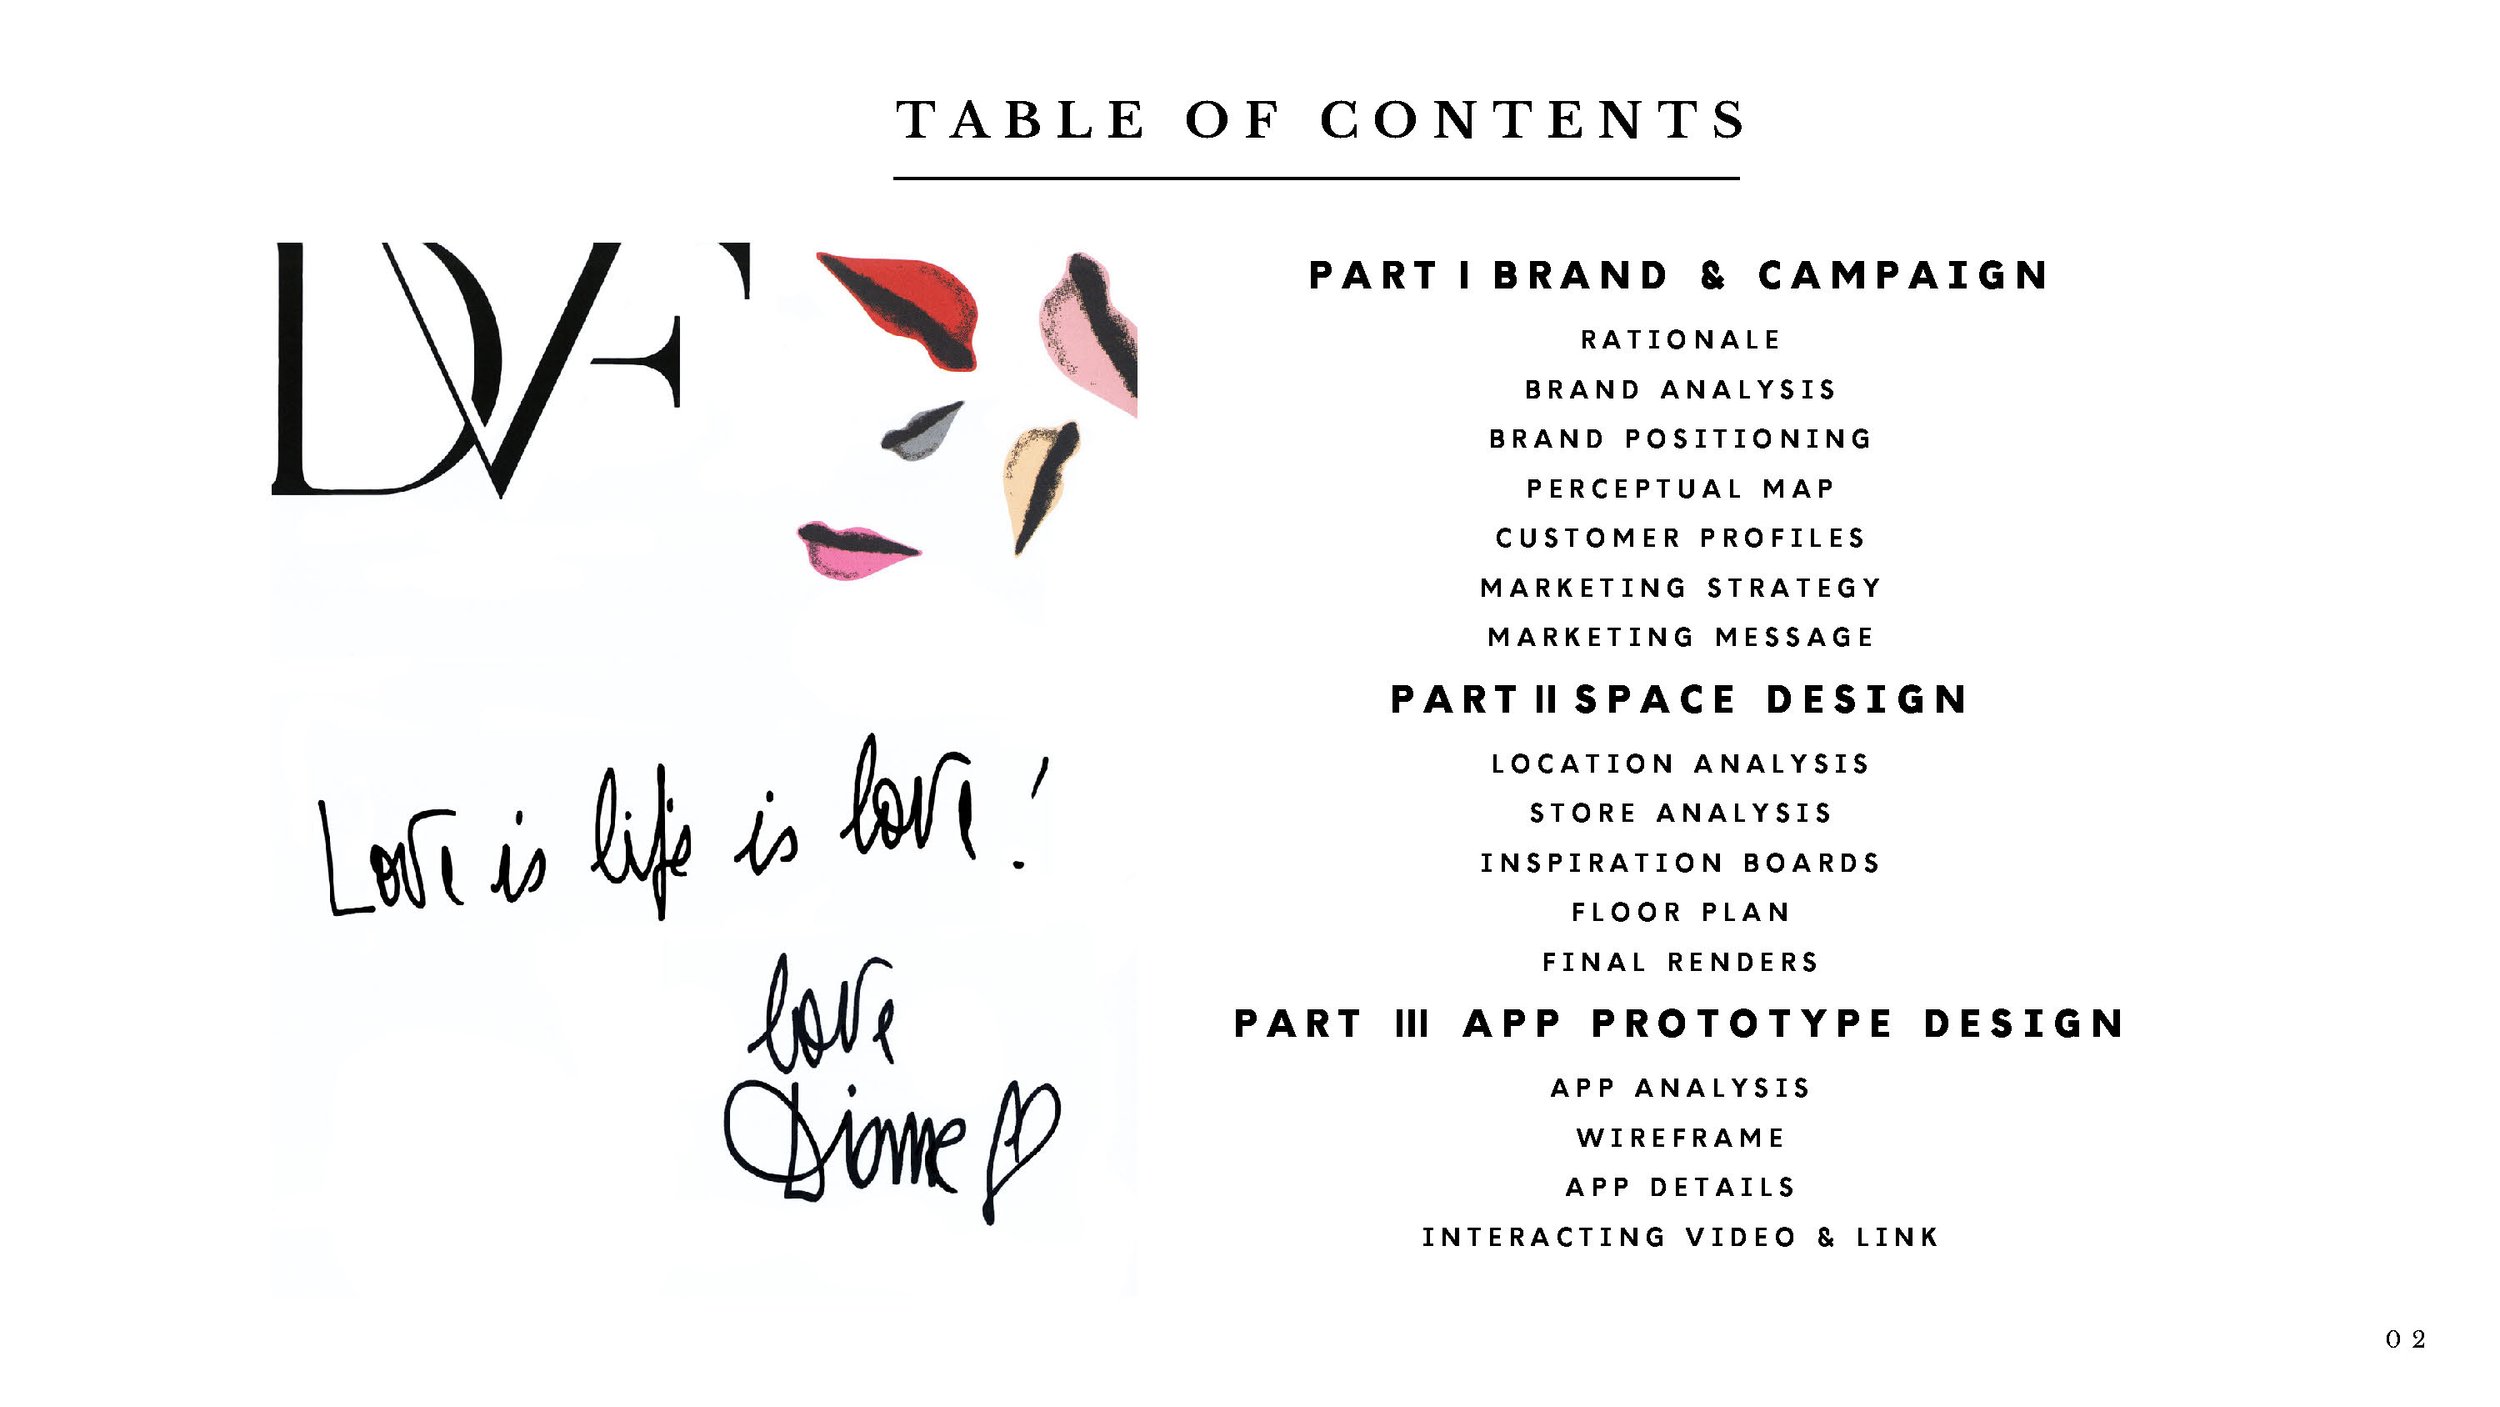 TABLE OF CONTENTS
DVF
Love is life is love!
love
Diane
PART I BRAND & CAMPAIGN
RATIONALE
BRAND ANALYSIS
BRAND POSITIONING
PERCEPTUAL MAP
CUSTOMER PROFILES
MARKETING STRATEGY
MARKETING MESSAGE
PART II SPACE DESIGN
LOCATION ANALYSIS
STORE ANALYSIS
INSPIRATION BOARDS
FLOOR PLAN
FINAL RENDERS
PART III APP PROTOTYPE DESIGN
APP ANALYSIS
WIREFRAME
APP DETAILS
INTERACTING VIDEO & LINK
02